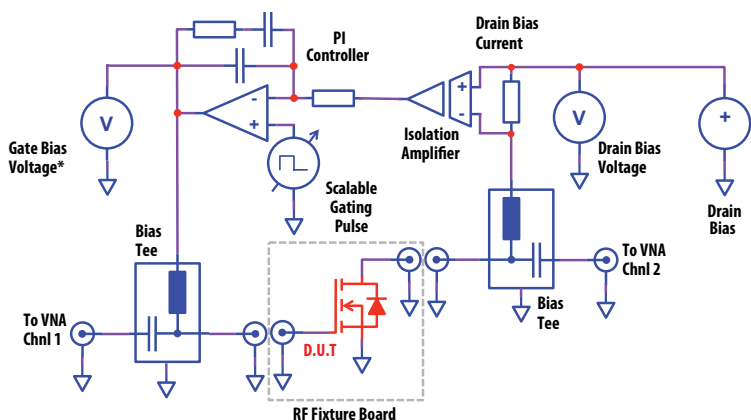 PI
Controller
Drain Bias
Current
-
+
+
-
V
V
+
Gate Bias
Voltage*
Isolation
Amplifier
Drain Bias
Voltage
Scalable
Gating
Pulse
Drain
Bias
Bias
Tee
To VNA
Chnl 2
Bias
Tee
To VNA
Chnl 1
D.U.T
RF Fixture Board